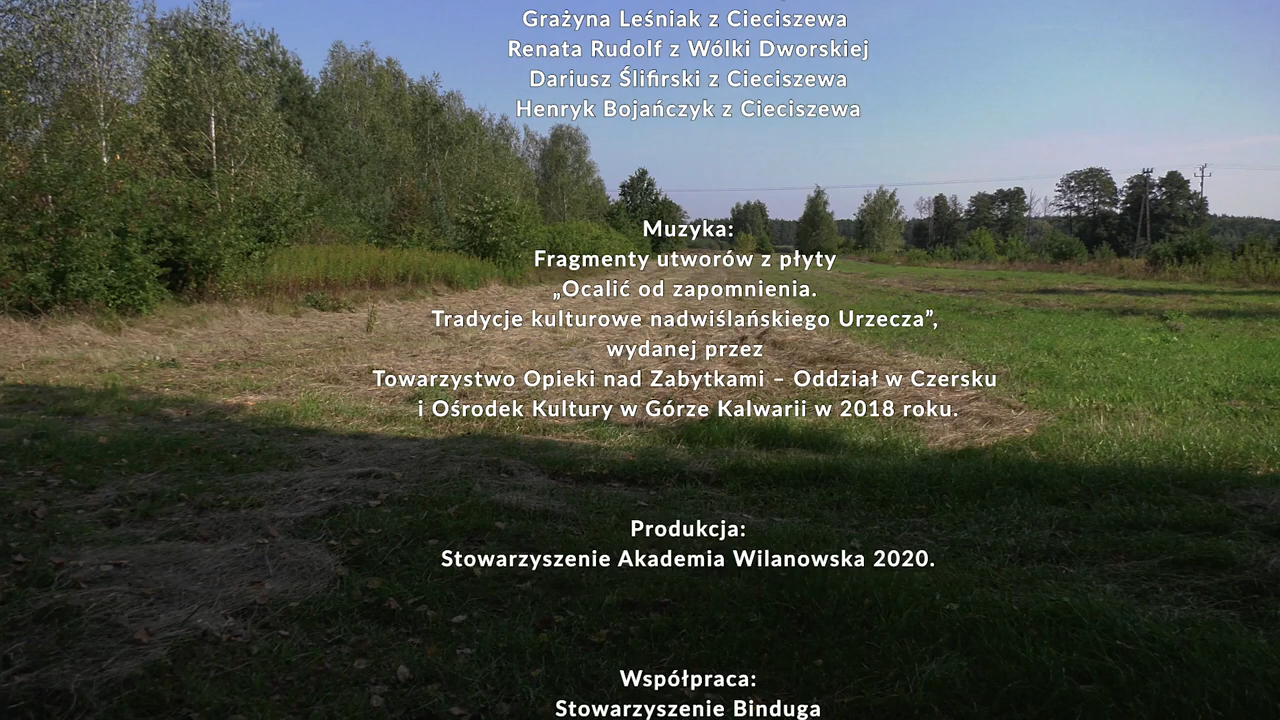 Grażyna Leśniak z Cieciszewa
Renata Rudolf z Wólki Dworskiej
Dariusz Ślifirski z Cieciszewa
Henryk Bojańczyk z Cieciszewa
Muzyka:
Fragmenty utworów z płyty
„Ocalić od zapomnienia.
Tradycje kulturowe nadwiślańskiego Urzecza”,
wydanej przez
Towarzystwo Opieki nad Zabytkami – Oddział w Czersku
i Ośrodek Kultury w Górze Kalwarii w 2018 roku.
Produkcja:
Stowarzyszenie Akademia Wilanowska 2020.
Współpraca:
Stowarzyszenie Binduga